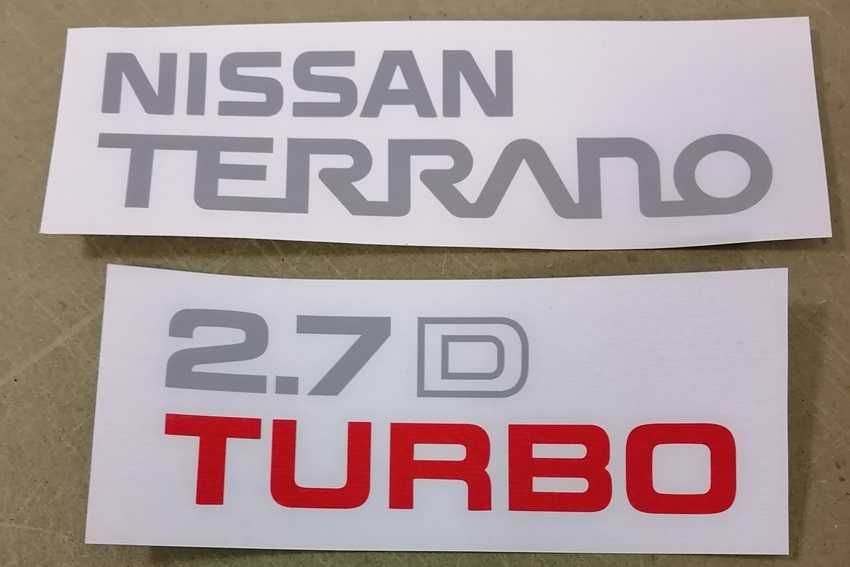 NISSAN
TERRANO
2.7 D
TURBO